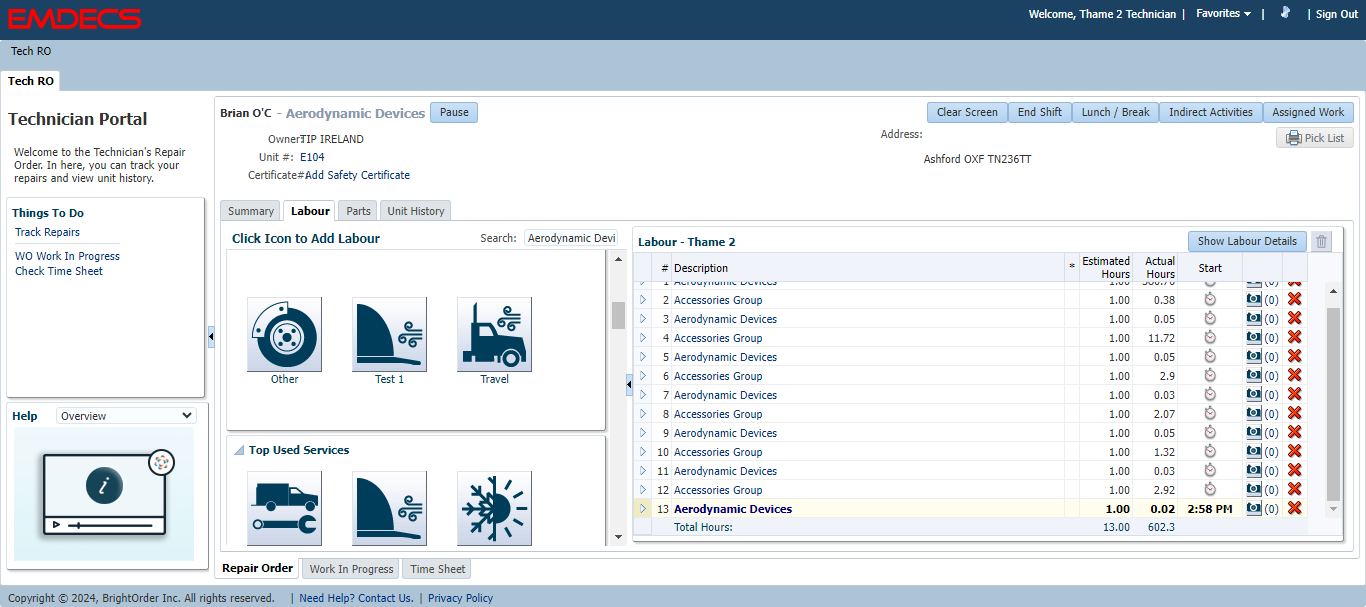 EMDECS
Welcome, Thame 2 Technician | Favorites | | Sign Out
Tech RO
Tech RO
Technician Portal
Welcome to the Technician's Repair
Order. In here, you can track your
repairs and view unit history.
Things To Do
Track Repairs
WO Work In Progress
Check Time Sheet
Help Overview
i
Brian O'C - Aerodynamic Devices Pause
Clear Screen End Shift Lunch / Break Indirect Activities Assigned Work
Pick List
Owner: TIP IRELAND
Unit #: E104
Certificate# Add Safety Certificate
Address:
Ashford OXF TN236TT
Summary Labour Parts Unit History
Click Icon to Add Labour Search: Aerodynamic Devi
Other Test 1 Travel
Top Used Services
Labour - Thame 2 Show Labour Details
# Description * Estimated Hours Actual Hours Start
1 Aerodynamic Devices 1.00
2 Accessories Group 1.00 0.38 (0)
3 Aerodynamic Devices 1.00 0.05 (0)
4 Accessories Group 1.00 11.72 (0)
5 Aerodynamic Devices 1.00 0.05 (0)
6 Accessories Group 1.00 2.9 (0)
7 Aerodynamic Devices 1.00 0.03 (0)
8 Accessories Group 1.00 2.07 (0)
9 Aerodynamic Devices 1.00 0.05 (0)
10 Accessories Group 1.00 1.32 (0)
11 Aerodynamic Devices 1.00 0.03 (0)
12 Accessories Group 1.00 2.92 (0)
13 Aerodynamic Devices 1.00 0.02 2:58 PM (0)
Total Hours: 13.00 602.3
Repair Order Work In Progress Time Sheet
Copyright © 2024, BrightOrder Inc. All rights reserved. | Need Help? Contact Us. | Privacy Policy